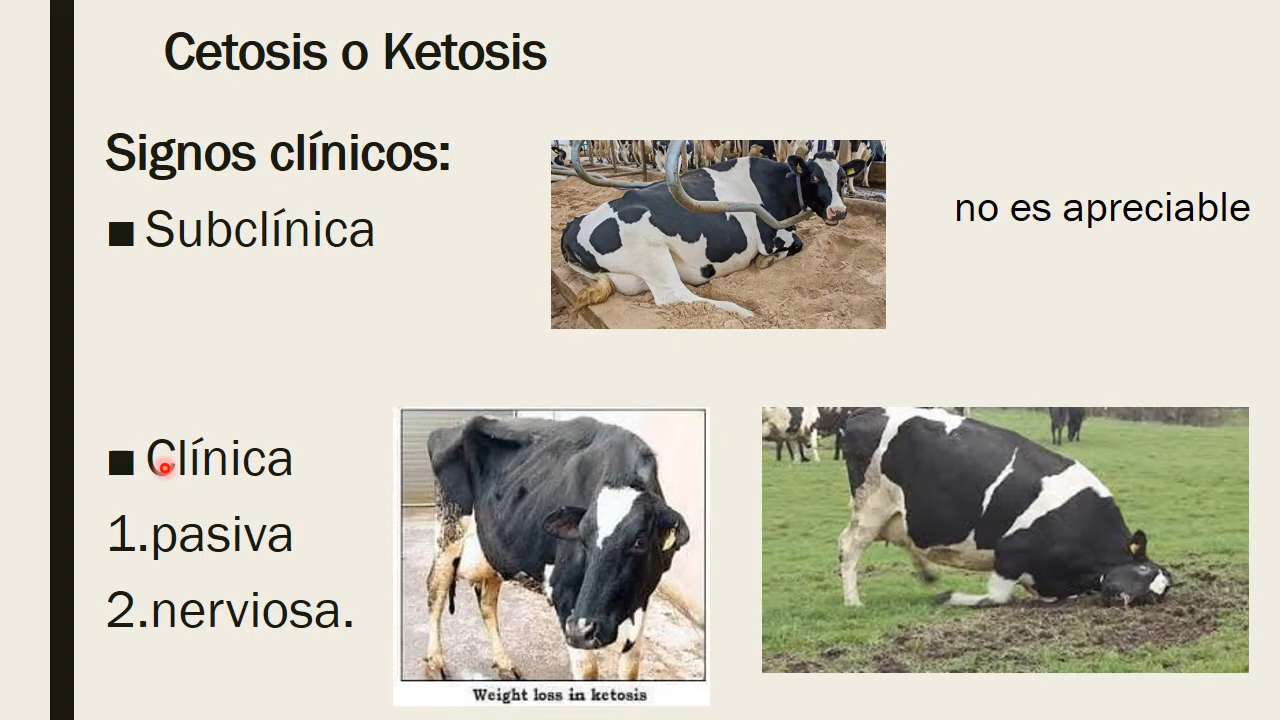 Cetosis o Ketosis
Signos clínicos:
■ Subclínica
no es apreciable
■ Clínica
1.pasiva
2.nerviosa.
Weight loss in ketosis